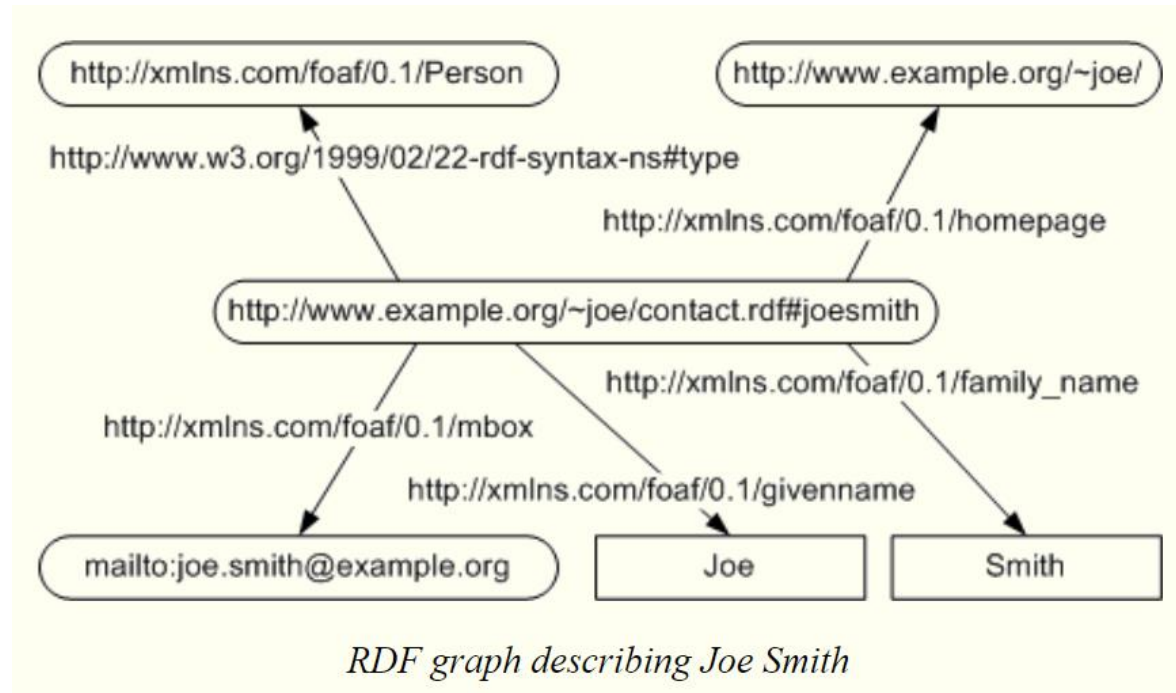 http://xmlns.com/foaf/0.1/Person
http://www.example.org/~joe/
http://www.w3.org/1999/02/22-rdf-syntax-ns#type
http://xmlns.com/foaf/0.1/homepage
http://www.example.org/~joe/contact.rdf#joesmith
http://xmlns.com/foaf/0.1/family_name
http://xmlns.com/foaf/0.1/mbox
http://xmlns.com/foaf/0.1/givenname
mailto:joe.smith@example.org
Joe
Smith
RDF graph describing Joe Smith